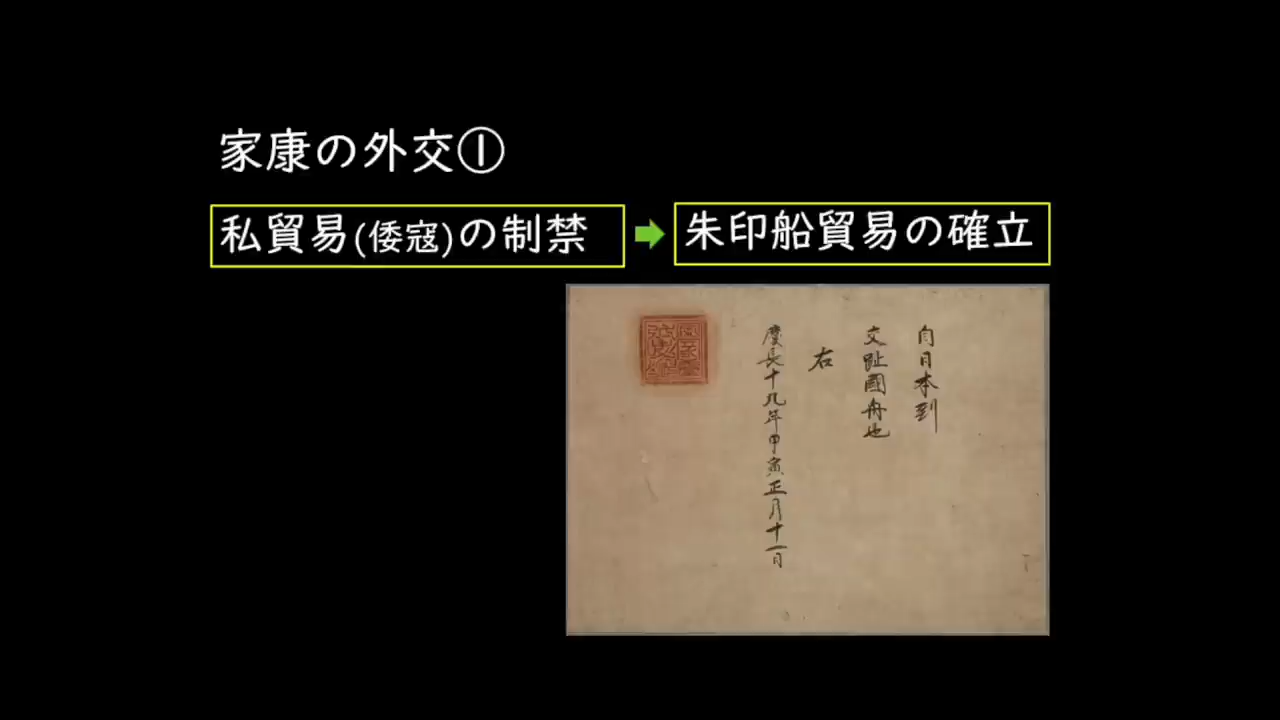 家康の外交①
私貿易(倭寇)の制禁
朱印船貿易の確立
自日本到
交趾國舟也
右
慶長十九年甲寅正月十一日